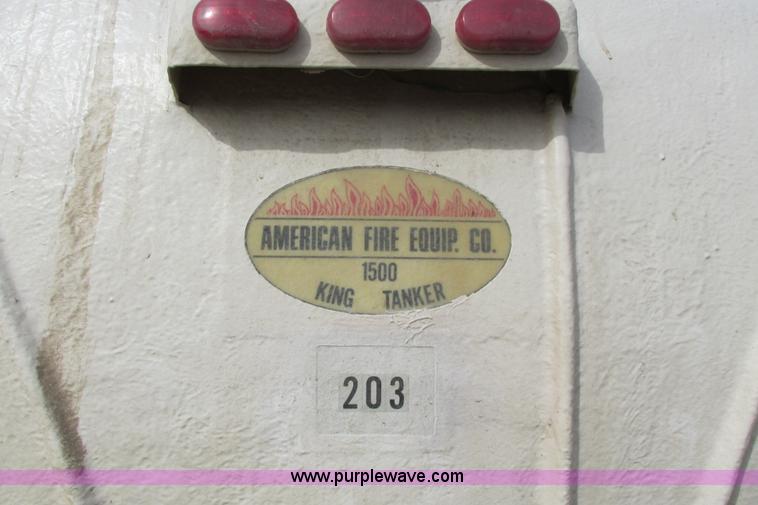 AMERICAN FIRE EQUIP. CO.
1500
KING TANKER
203
www.purplewave.com